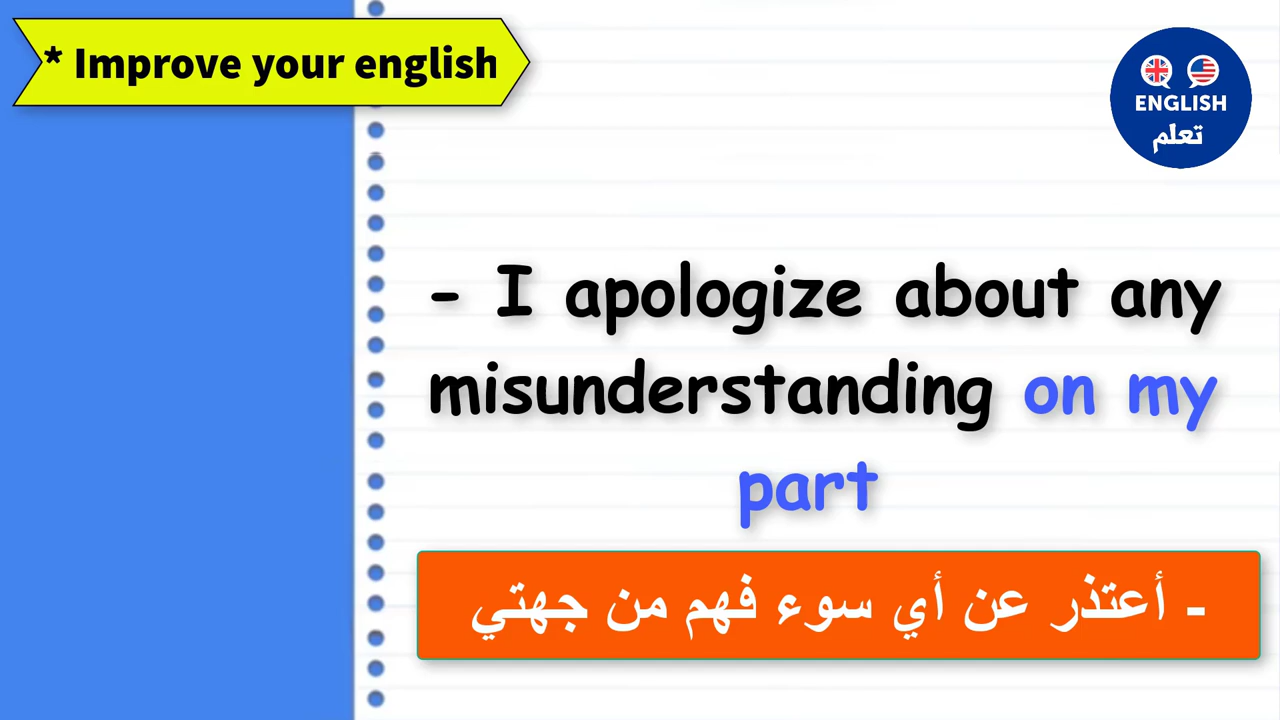 * Improve your english
ENGLISH
تعلم
- I apologize about any
misunderstanding on my
part
- أعتذر عن أي سوء فهم من جهتي